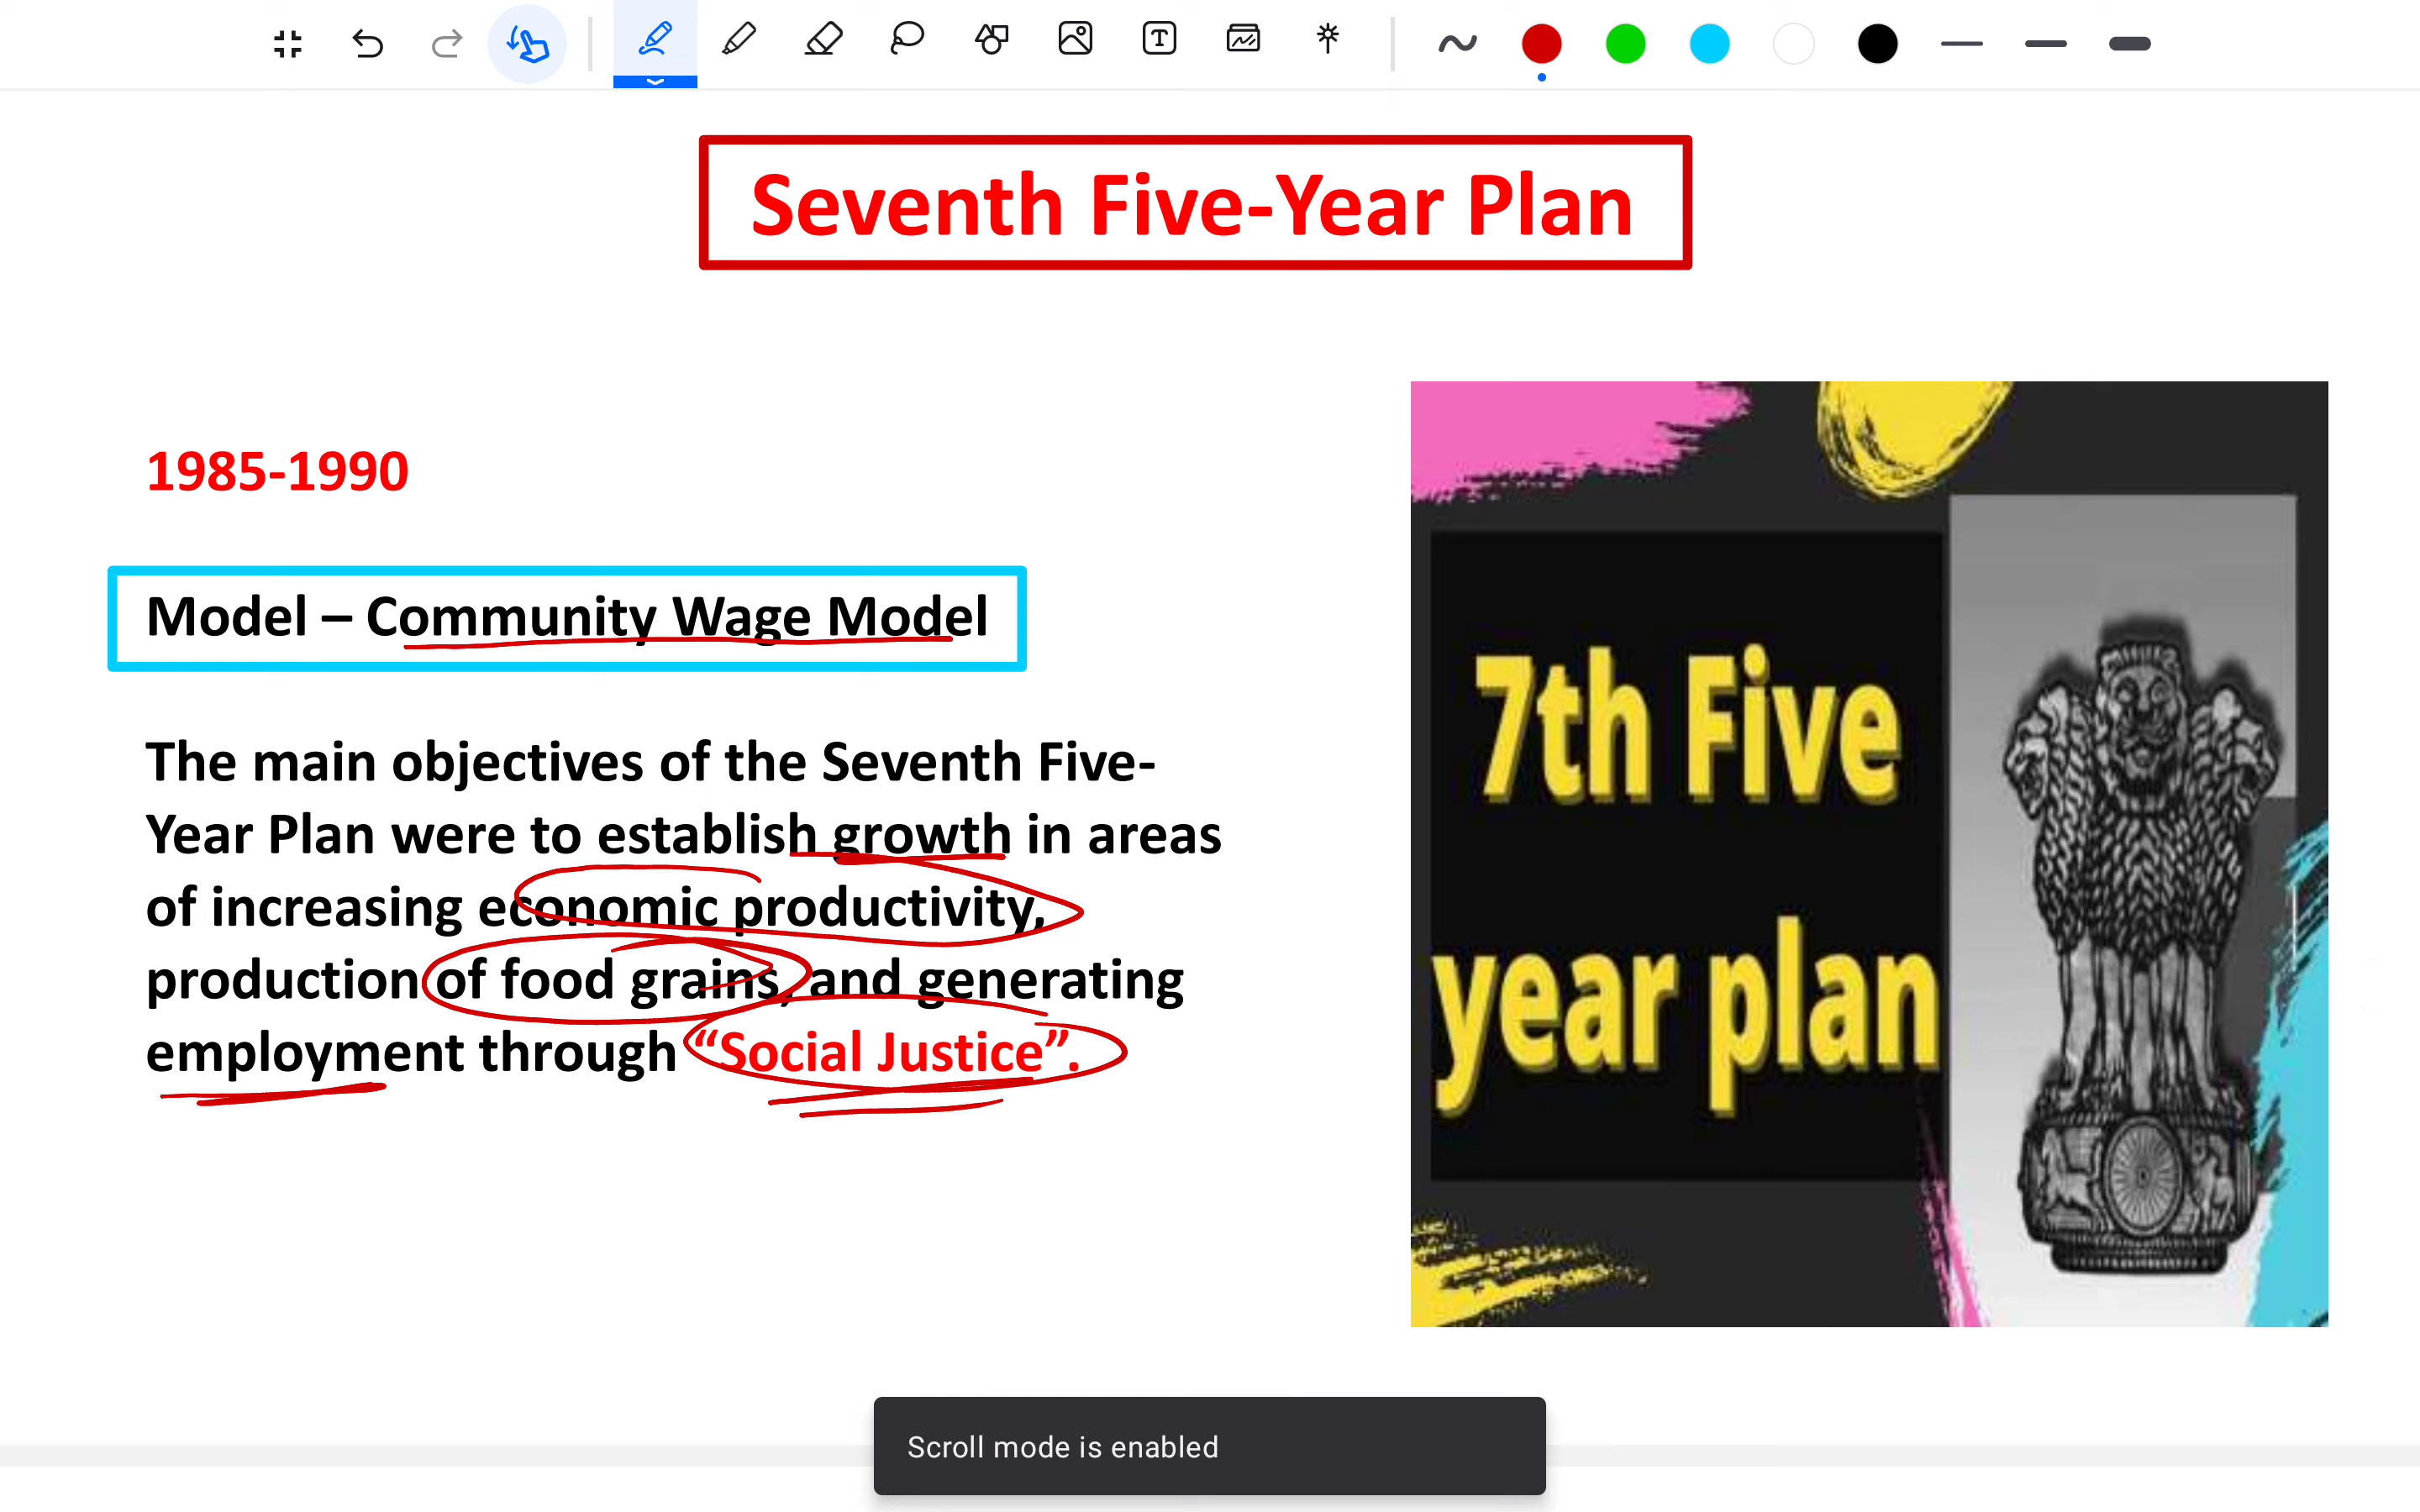 Seventh Five-Year Plan
1985-1990
Model – Community Wage Model
The main objectives of the Seventh Five-
Year Plan were to establish growth in areas
of increasing economic productivity,
production of food grains, and generating
employment through “Social Justice”.
7th Five
year plan
Scroll mode is enabled